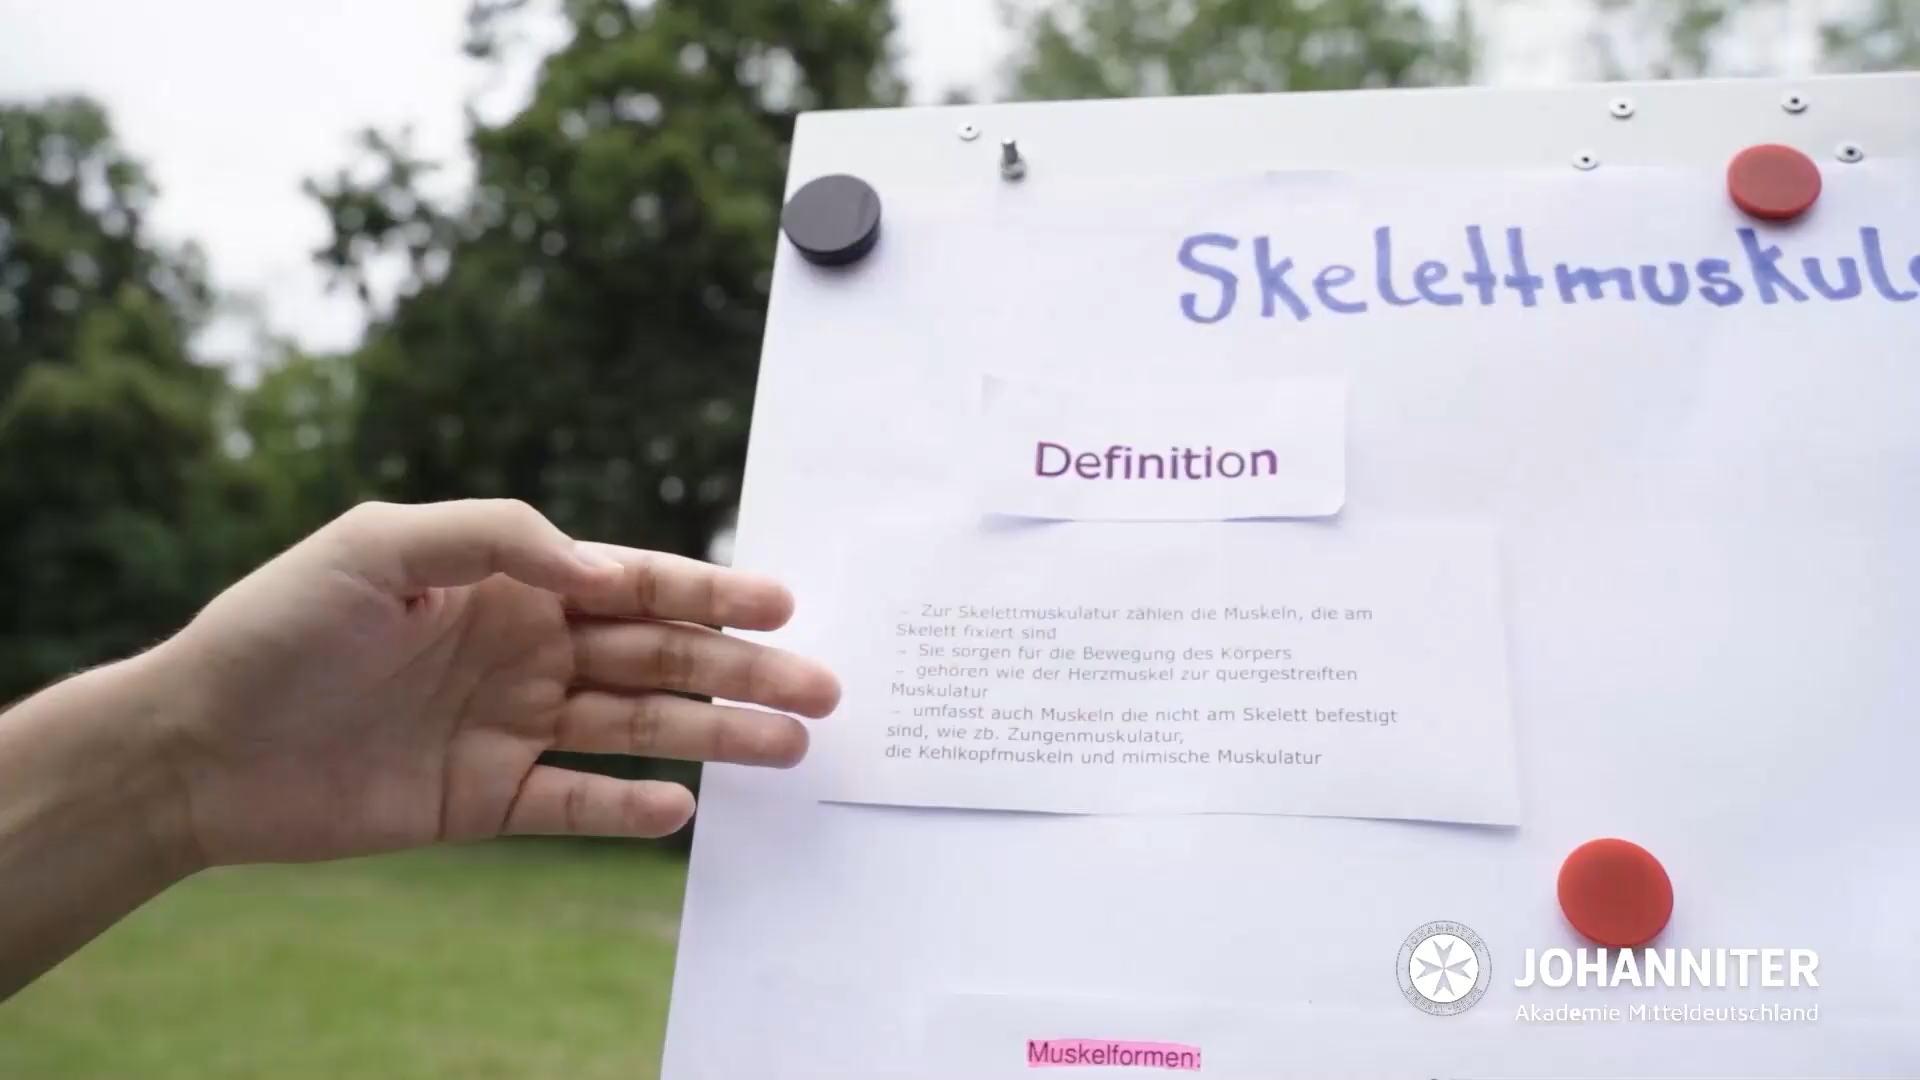 Skelettmuskul
Definition
- Zur Skelettmuskulatur zählen die Muskeln, die am
Skelett fixiert sind
- Sie sorgen für die Bewegung des Körpers
- gehören wie der Herzmuskel zur quergestreiften
Muskulatur
- umfasst auch Muskeln die nicht am Skelett befestigt
sind, wie zb. Zungenmuskulatur,
die Kehlkopfmuskeln und mimische Muskulatur
JOHANNITER
Akademie Mitteldeutschland
Muskelformen: